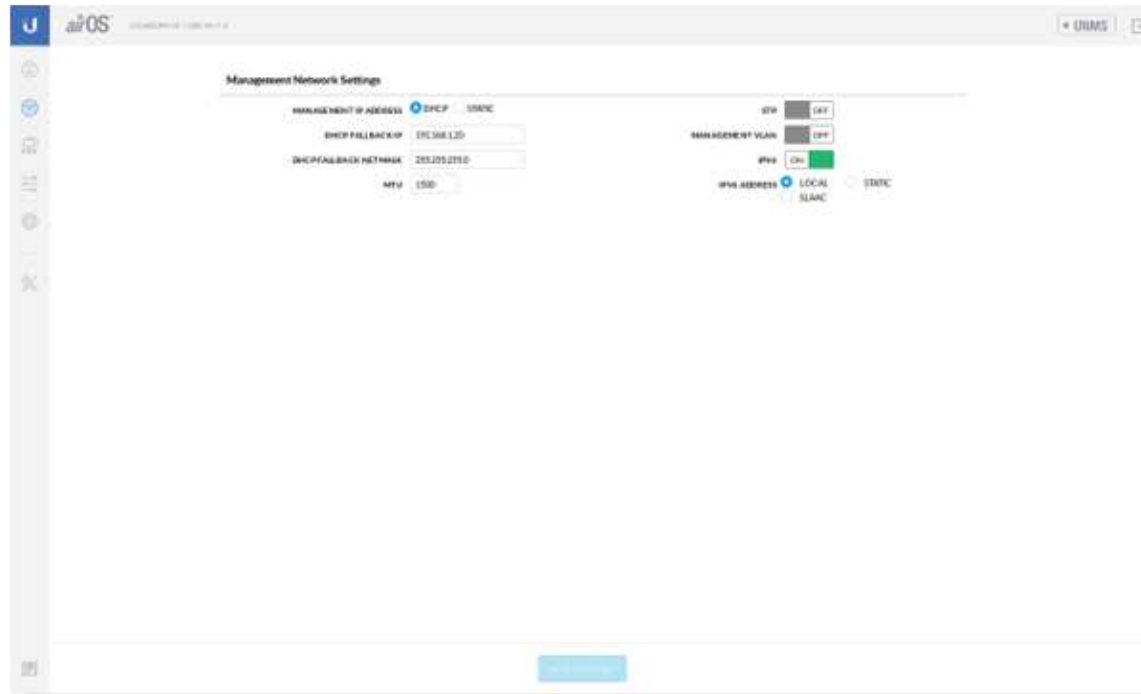 U airOS
UNMS
Management Network Settings
MANAGEMENT IP ADDRESS DHCP STATIC
DHCP FALLBACK IP 192.168.1.20
DHCP FALLBACK NETMASK 255.255.255.0
MTU 1500
STP OFF
MANAGEMENT VLAN OFF
IPV6 ON
IPV6 ADDRESS LOCAL STATIC
SLAAC